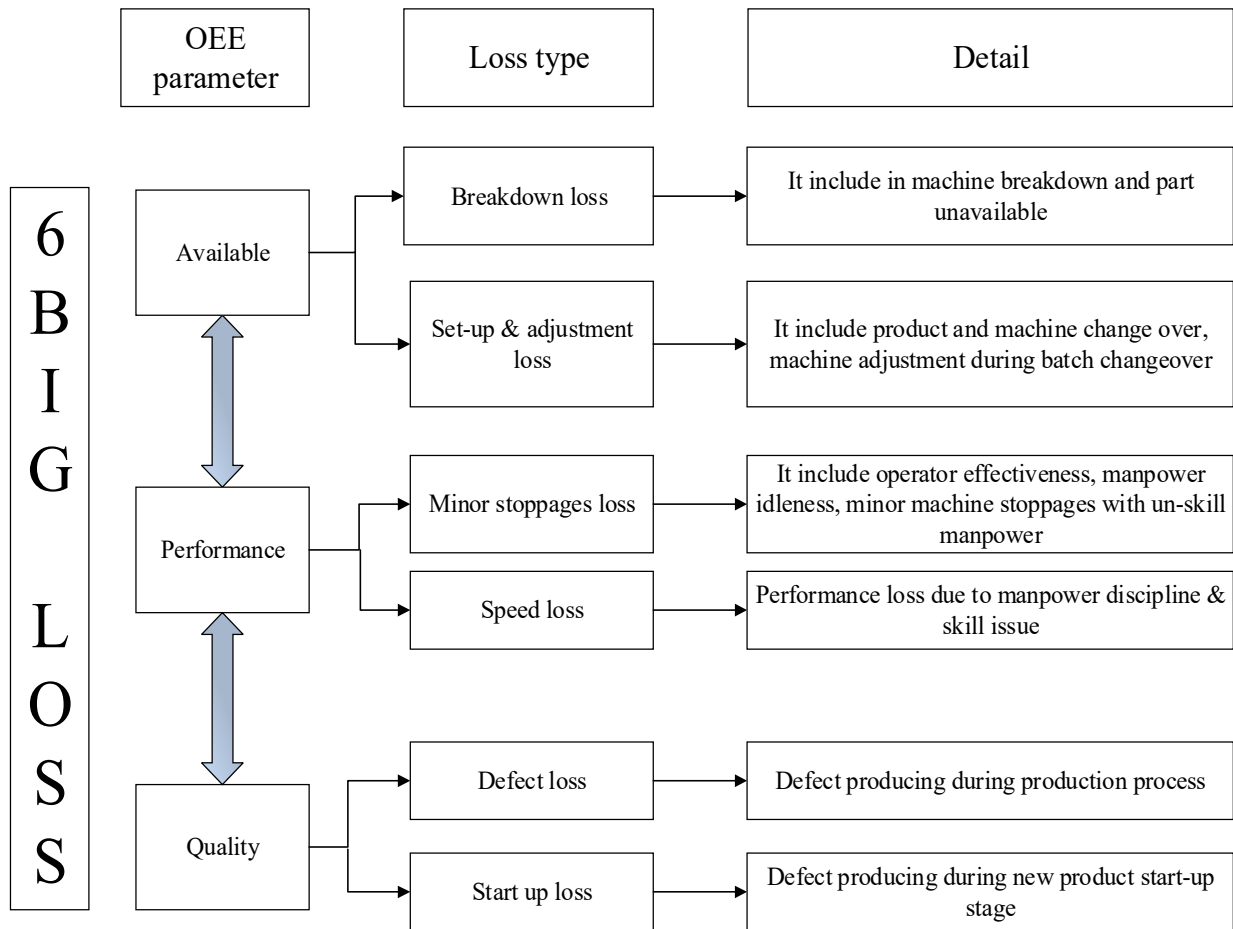 OEE
parameter
Loss type
Detail
6
B
I
G
L
O
S
S
Available
Breakdown loss
It include in machine breakdown and part
unavailable
Set-up & adjustment
loss
It include product and machine change over,
machine adjustment during batch changeover
Performance
Minor stoppages loss
It include operator effectiveness, manpower
idleness, minor machine stoppages with un-skill
manpower
Speed loss
Performance loss due to manpower discipline &
skill issue
Quality
Defect loss
Defect producing during production process
Start up loss
Defect producing during new product start-up
stage